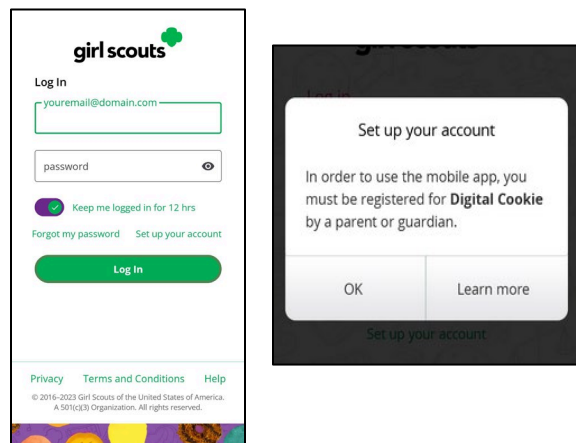 girl scouts
Log In
youremail@domain.com
password
Keep me logged in for 12 hrs
Forgot my password Set up your account
Log In
Privacy Terms and Conditions Help
© 2016–2023 Girl Scouts of the United States of America.
A 501(c)(3) Organization. All rights reserved.
Log in
Set up your account
In order to use the mobile app, you
must be registered for Digital Cookie
by a parent or guardian.
OK Learn more
Set up your account